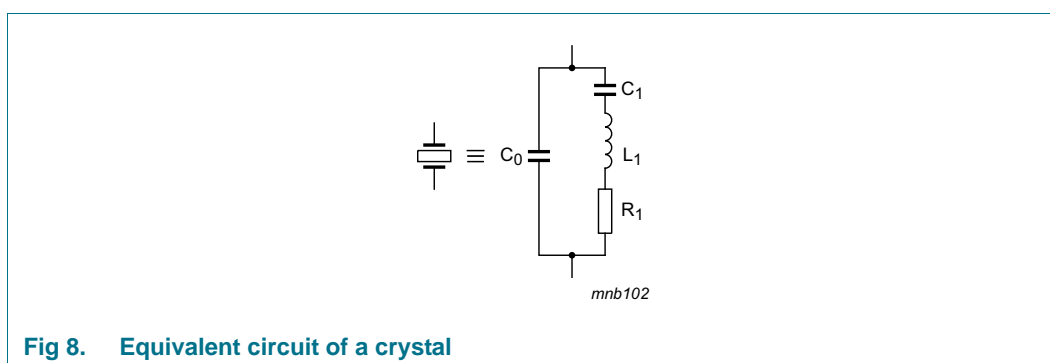 C1
C0
L1
R1
mnb102
Fig 8. Equivalent circuit of a crystal